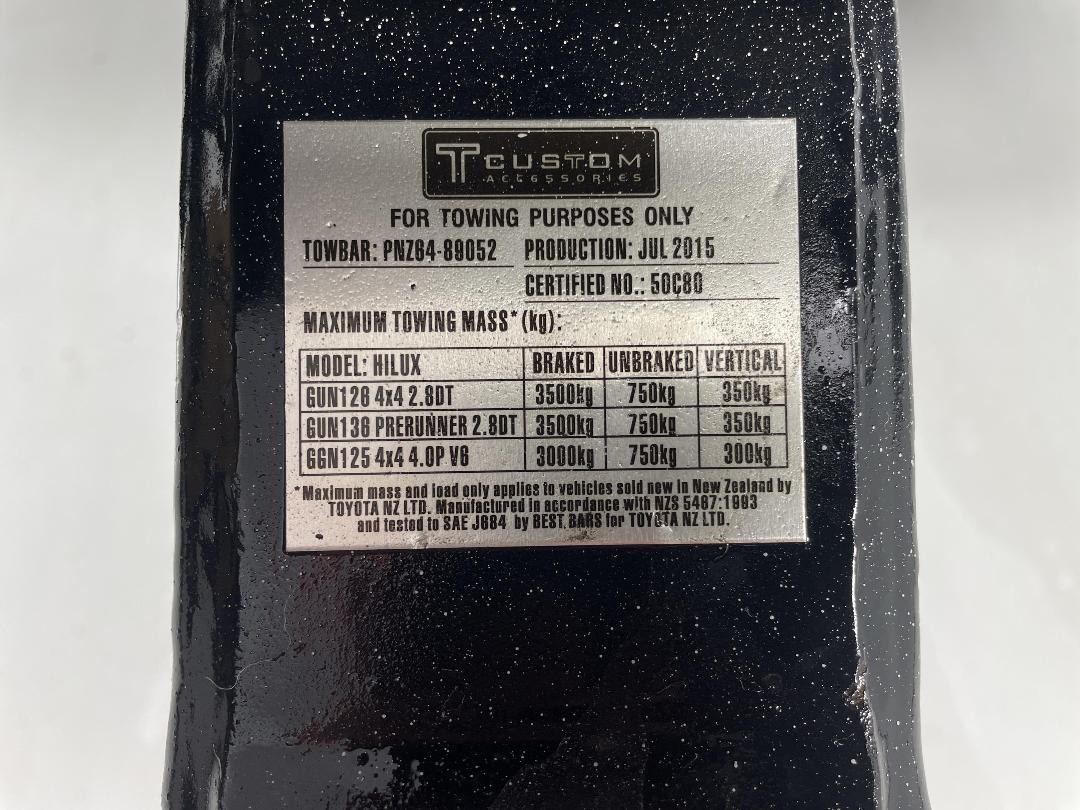 T CUSTOM
ACCESSORIES
FOR TOWING PURPOSES ONLY
TOWBAR: PNZ64-89052 PRODUCTION: JUL 2015
CERTIFIED NO.: 50C80
MAXIMUM TOWING MASS* (kg):
MODEL: HILUX BRAKED UNBRAKED VERTICAL
GUN126 4x4 2.8DT 3500kg 750kg 350kg
GUN136 PRERUNNER 2.8DT 3500kg 750kg 350kg
GGN125 4x4 4.0P V6 3000kg 750kg 300kg
*Maximum mass and load only applies to vehicles sold new in New Zealand by
TOYOTA NZ LTD. Manufactured in accordance with NZS 5467:1993
and tested to SAE J684 by BEST BARS for TOYOTA NZ LTD.